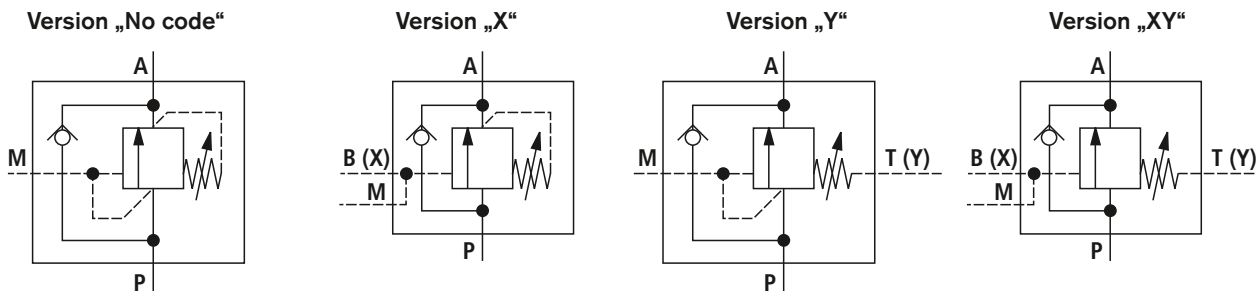 Version „No code“
Version „X“
Version „Y“
Version „XY“
A
A
A
A
M
B (X)
M
M
T (Y)
B (X)
M
T (Y)
P
P
P
P